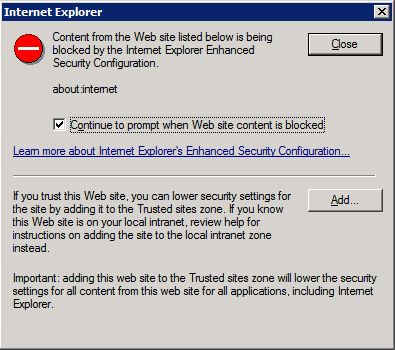 Internet Explorer
Content from the Web site listed below is being
blocked by the Internet Explorer Enhanced
Security Configuration.
Close
about:internet
Continue to prompt when Web site content is blocked
Learn more about Internet Explorer's Enhanced Security Configuration...
If you trust this Web site, you can lower security settings for
the site by adding it to the Trusted sites zone. If you know
this Web site is on your local intranet, review help for
instructions on adding the site to the local intranet zone
instead.
Add...
Important: adding this web site to the Trusted sites zone will lower the security
settings for all content from this web site for all applications, including Internet
Explorer.